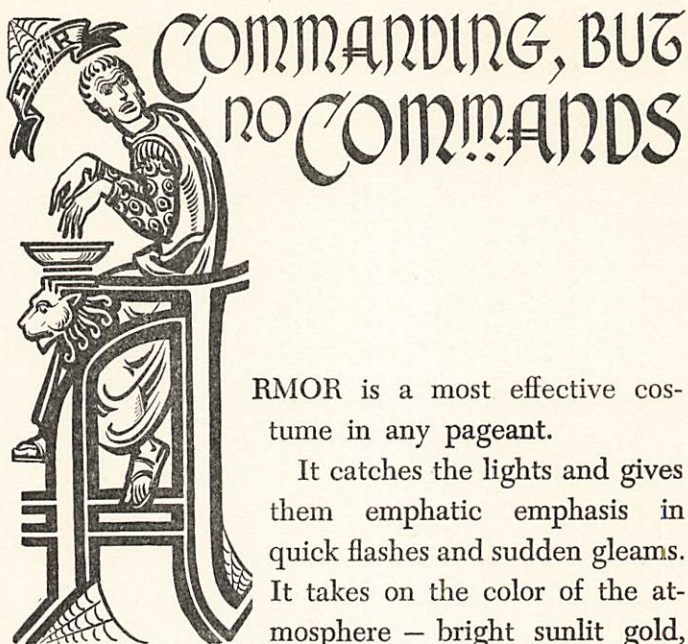 COMMANDING, BUT
NO COMMANDS
ARMOR is a most effective cos-
tume in any pageant.
It catches the lights and gives
them emphatic emphasis in
quick flashes and sudden gleams.
It takes on the color of the at-
mosphere – bright sunlit gold,